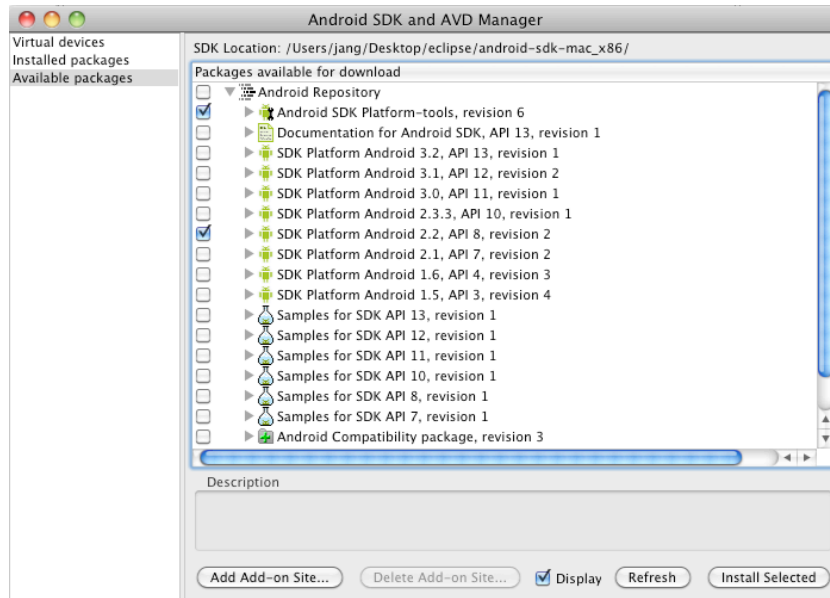 Android SDK and AVD Manager
Virtual devices
Installed packages
Available packages
SDK Location: /Users/jang/Desktop/eclipse/android-sdk-mac_x86/
Packages available for download
Android Repository
Android SDK Platform-tools, revision 6
Documentation for Android SDK, API 13, revision 1
SDK Platform Android 3.2, API 13, revision 1
SDK Platform Android 3.1, API 12, revision 2
SDK Platform Android 3.0, API 11, revision 1
SDK Platform Android 2.3.3, API 10, revision 1
SDK Platform Android 2.2, API 8, revision 2
SDK Platform Android 2.1, API 7, revision 2
SDK Platform Android 1.6, API 4, revision 3
SDK Platform Android 1.5, API 3, revision 4
Samples for SDK API 13, revision 1
Samples for SDK API 12, revision 1
Samples for SDK API 11, revision 1
Samples for SDK API 10, revision 1
Samples for SDK API 8, revision 1
Samples for SDK API 7, revision 1
Android Compatibility package, revision 3
Description
Add Add-on Site... Delete Add-on Site... Display Refresh Install Selected